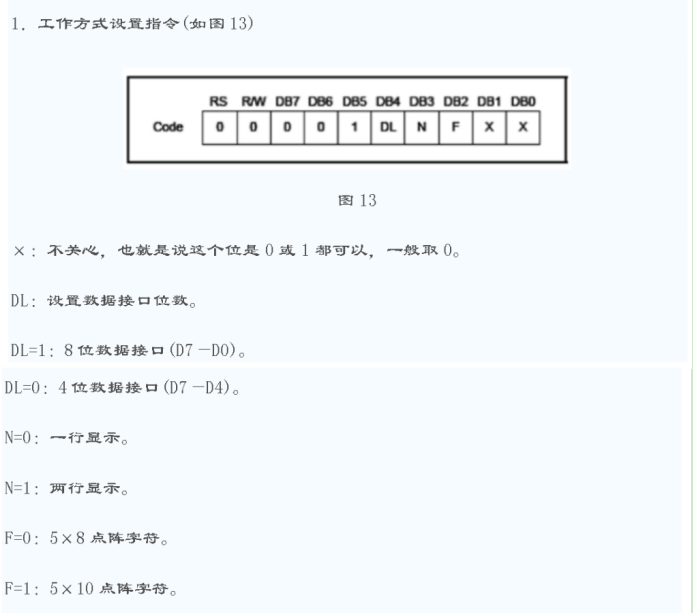 1. 工作方式设置指令(如图 13)
RS R/W DB7 DB6 DB5 DB4 DB3 DB2 DB1 DB0
Code 0 0 0 0 1 DL N F X X
图 13
×: 不关心, 也就是说这个位是 0 或 1 都可以, 一般取 0。
DL: 设置数据接口位数。
DL=1: 8 位数据接口(D7－D0)。
DL=0: 4 位数据接口(D7－D4)。
N=0: 一行显示。
N=1: 两行显示。
F=0: 5×8 点阵字符。
F=1: 5×10 点阵字符。